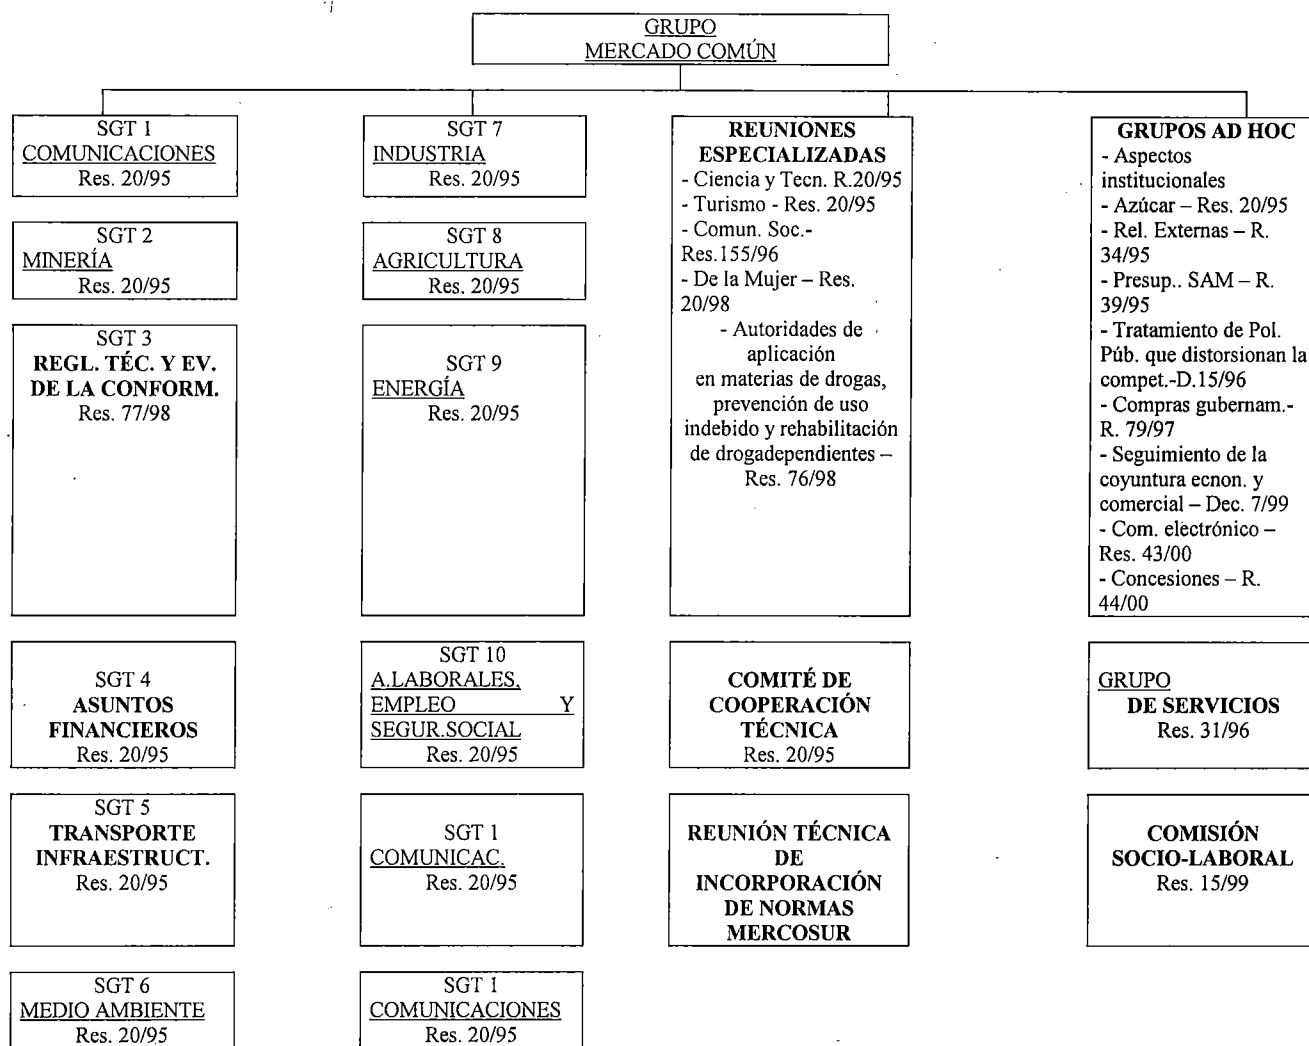 GRUPO
MERCADO COMÚN
SGT 1
COMUNICACIONES
Res. 20/95
SGT 2
MINERÍA
Res. 20/95
SGT 3
REGL. TÉC. Y EV.
DE LA CONFORM.
Res. 77/98
SGT 4
ASUNTOS
FINANCIEROS
Res. 20/95
SGT 5
TRANSPORTE
INFRAESTRUCT.
Res. 20/95
SGT 6
MEDIO AMBIENTE
Res. 20/95
SGT 7
INDUSTRIA
Res. 20/95
SGT 8
AGRICULTURA
Res. 20/95
SGT 9
ENERGÍA
Res. 20/95
SGT 10
A.LABORALES.
EMPLEO Y
SEGUR.SOCIAL
Res. 20/95
SGT 1
COMUNICAC.
Res. 20/95
SGT 1
COMUNICACIONES
Res. 20/95
REUNIONES
ESPECIALIZADAS
- Ciencia y Tecn. R.20/95
- Turismo - Res. 20/95
- Comun. Soc.-
Res.155/96
- De la Mujer – Res.
20/98
- Autoridades de
aplicación
en materias de drogas,
prevención de uso
indebido y rehabilitación
de drogadependientes –
Res. 76/98
COMITÉ DE
COOPERACIÓN
TÉCNICA
Res. 20/95
REUNIÓN TÉCNICA
DE
INCORPORACIÓN
DE NORMAS
MERCOSUR
GRUPOS AD HOC
- Aspectos
institucionales
- Azúcar – Res. 20/95
- Rel. Externas – R.
34/95
- Presup.. SAM – R.
39/95
- Tratamiento de Pol.
Púb. que distorsionan la
compet.-D.15/96
- Compras gubernam.-
R. 79/97
- Seguimiento de la
coyuntura ecnon. y
comercial – Dec. 7/99
- Com. electrónico –
Res. 43/00
- Concesiones – R.
44/00
GRUPO
DE SERVICIOS
Res. 31/96
COMISIÓN
SOCIO-LABORAL
Res. 15/99